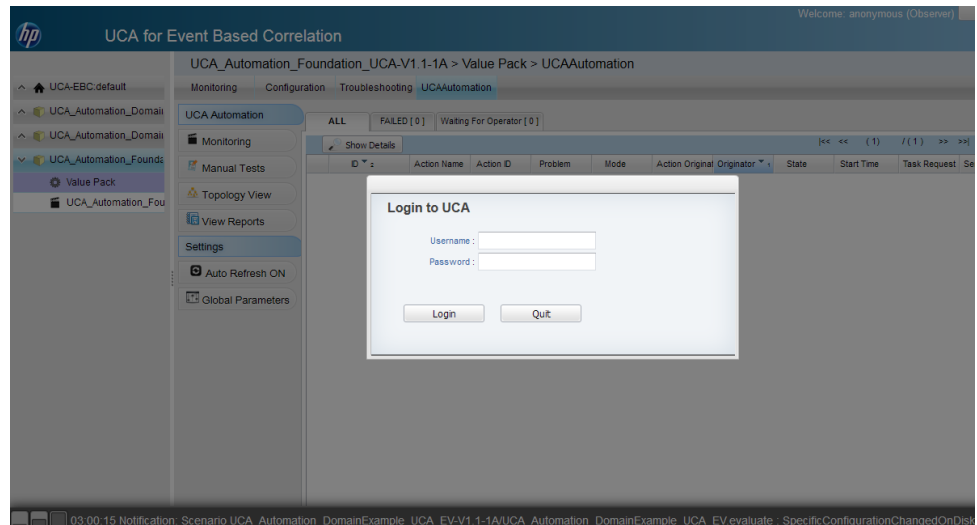 Welcome: anonymous (Observer)
hp
UCA for Event Based Correlation
UCA_Automation_Foundation_UCA-V1.1-1A > Value Pack > UCAAutomation
UCA-EBC:default
Monitoring Configuration Troubleshooting UCAAutomation
UCA_Automation_Domai
UCA_Automation_Domai
UCA_Automation_Founda
Value Pack
UCA_Automation_Fou
UCA Automation
Monitoring
Manual Tests
Topology View
View Reports
Settings
Auto Refresh ON
Global Parameters
ALL FAILED [ 0 ] Waiting For Operator [ 0 ]
Show Details |<< << ( 1 ) / ( 1 ) >> >>|
ID Action Name Action ID Problem Mode Action Original Originator State Start Time Task Request Se
Login to UCA
Username :
Password :
Login Quit
03:00:15 Notification: Scenario UCA_Automation_DomainExample_UCA_EV-V1.1-1A/UCA_Automation_DomainExample_UCA_EV.evaluate : SpecificConfigurationChangedOnDis